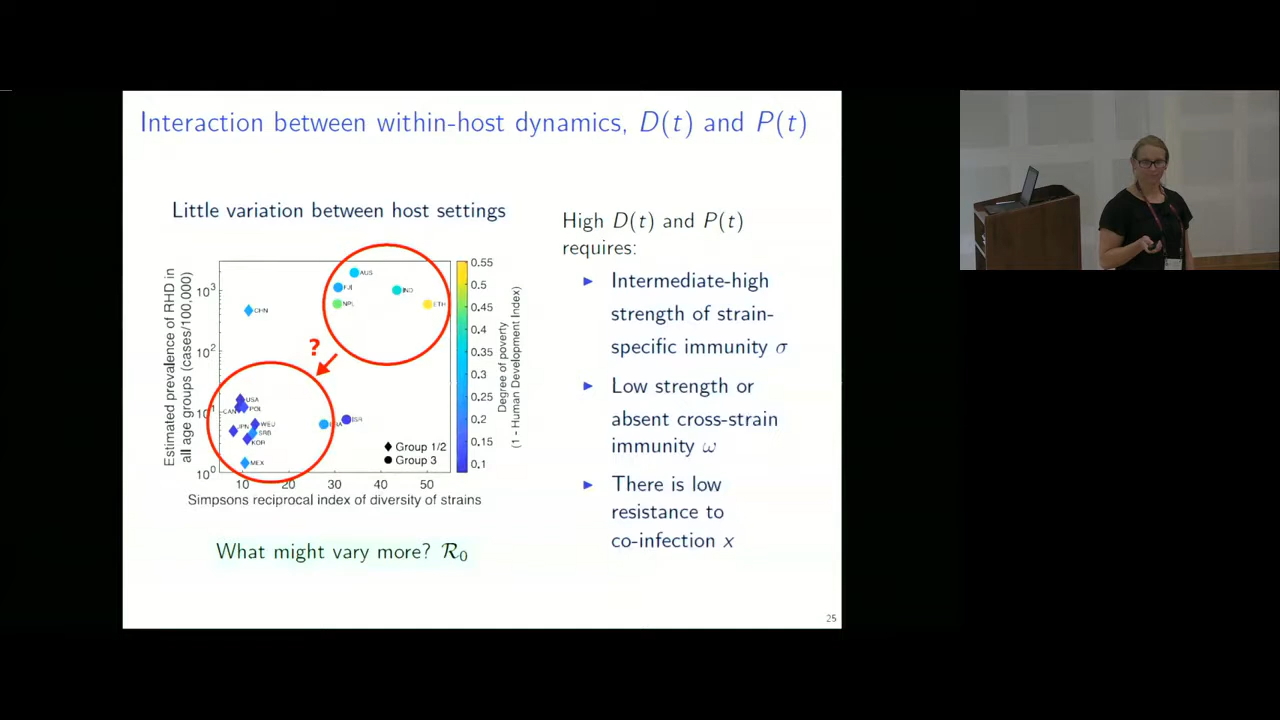 Interaction between within-host dynamics, D(t) and P(t)
Little variation between host settings
Estimated prevalence of RHD in
all age groups (cases/100,000)
10³
10²
10¹
10⁰
10
20
30
40
50
Simpsons reciprocal index of diversity of strains
AUS
FJI
IND
NPL
ETH
CHN
?
USA
CAN
POL
JPN
WEU
SRB
KOR
MEX
BRA
ISR
Group 1/2
Group 3
0.55
0.5
0.45
0.4
0.35
0.3
0.25
0.2
0.15
0.1
Degree of poverty
(1 - Human Development Index)
What might vary more? R₀
High D(t) and P(t)
requires:
Intermediate-high
strength of strain-
specific immunity σ
Low strength or
absent cross-strain
immunity ω
There is low
resistance to
co-infection x
25